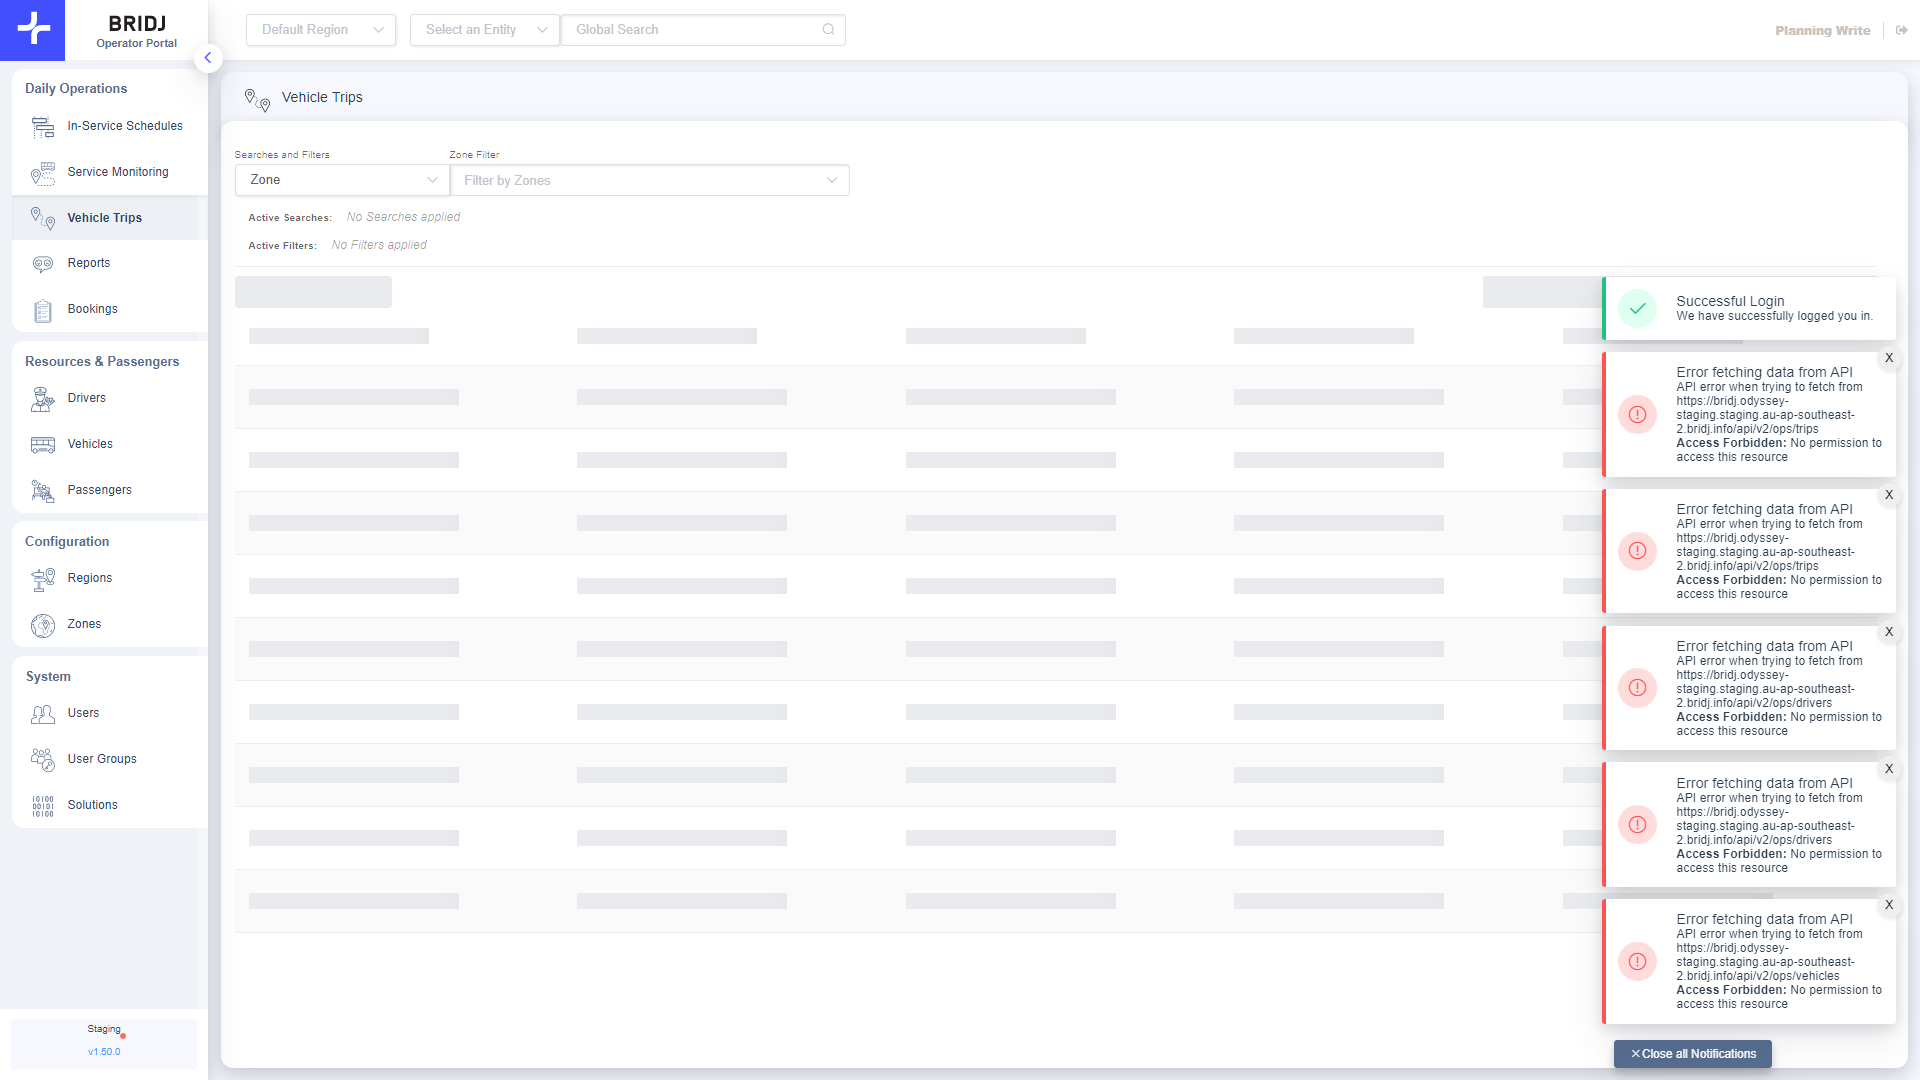 BRIDJ
Operator Portal
Default Region
Select an Entity
Global Search
Planning Write
Daily Operations
In-Service Schedules
Service Monitoring
Vehicle Trips
Reports
Bookings
Resources & Passengers
Drivers
Vehicles
Passengers
Configuration
Regions
Zones
System
Users
User Groups
Solutions
Staging
v1.50.0
Vehicle Trips
Searches and Filters
Zone Filter
Zone
Filter by Zones
Active Searches: No Searches applied
Active Filters: No Filters applied
Successful Login
We have successfully logged you in.
X
Error fetching data from API
API error when trying to fetch from
https://bridj.odyssey-
staging.staging.au-ap-southeast-
2.bridj.info/api/v2/ops/trips
Access Forbidden: No permission to
access this resource
X
Error fetching data from API
API error when trying to fetch from
https://bridj.odyssey-
staging.staging.au-ap-southeast-
2.bridj.info/api/v2/ops/trips
Access Forbidden: No permission to
access this resource
X
Error fetching data from API
API error when trying to fetch from
https://bridj.odyssey-
staging.staging.au-ap-southeast-
2.bridj.info/api/v2/ops/drivers
Access Forbidden: No permission to
access this resource
X
Error fetching data from API
API error when trying to fetch from
https://bridj.odyssey-
staging.staging.au-ap-southeast-
2.bridj.info/api/v2/ops/drivers
Access Forbidden: No permission to
access this resource
X
Error fetching data from API
API error when trying to fetch from
https://bridj.odyssey-
staging.staging.au-ap-southeast-
2.bridj.info/api/v2/ops/vehicles
Access Forbidden: No permission to
access this resource
Close all Notifications